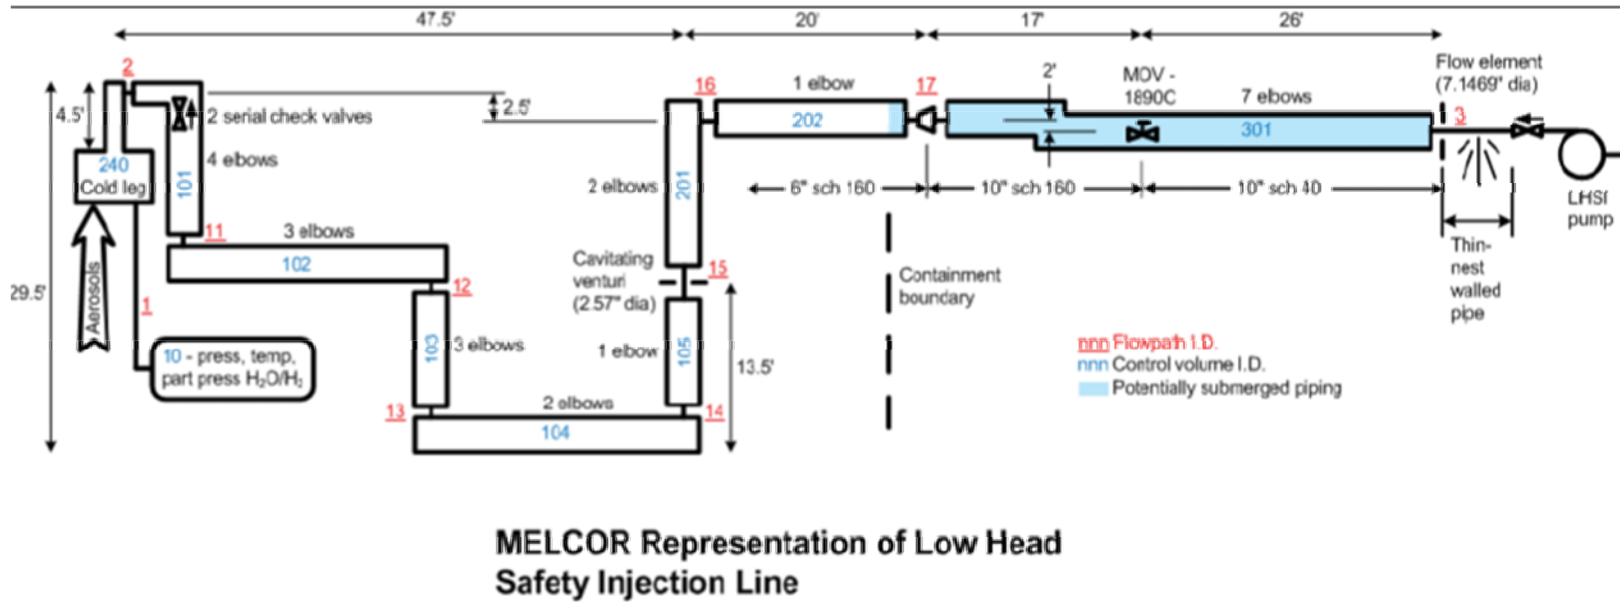 47.5'
20'
17'
26'
2
16
1 elbow
17
2'
MOV -
1890C
7 elbows
Flow element
(7.1469" dia)
3
4.5'
2 serial check valves
2.5'
202
301
4 elbows
240
Cold leg
101
2 elbows
201
6" sch 160
10" sch 160
10" sch 40
LHSI
pump
11
3 elbows
102
Cavitating
venturi
(2.57" dia)
15
Containment
boundary
Thin-
nest
walled
pipe
29.5'
Aerosols
1
12
103
3 elbows
1 elbow
105
13.5'
10 - press, temp,
part press H₂O/H₂
nnn Flowpath I.D.
nnn Control volume I.D.
Potentially submerged piping
13
2 elbows
14
104
MELCOR Representation of Low Head
Safety Injection Line